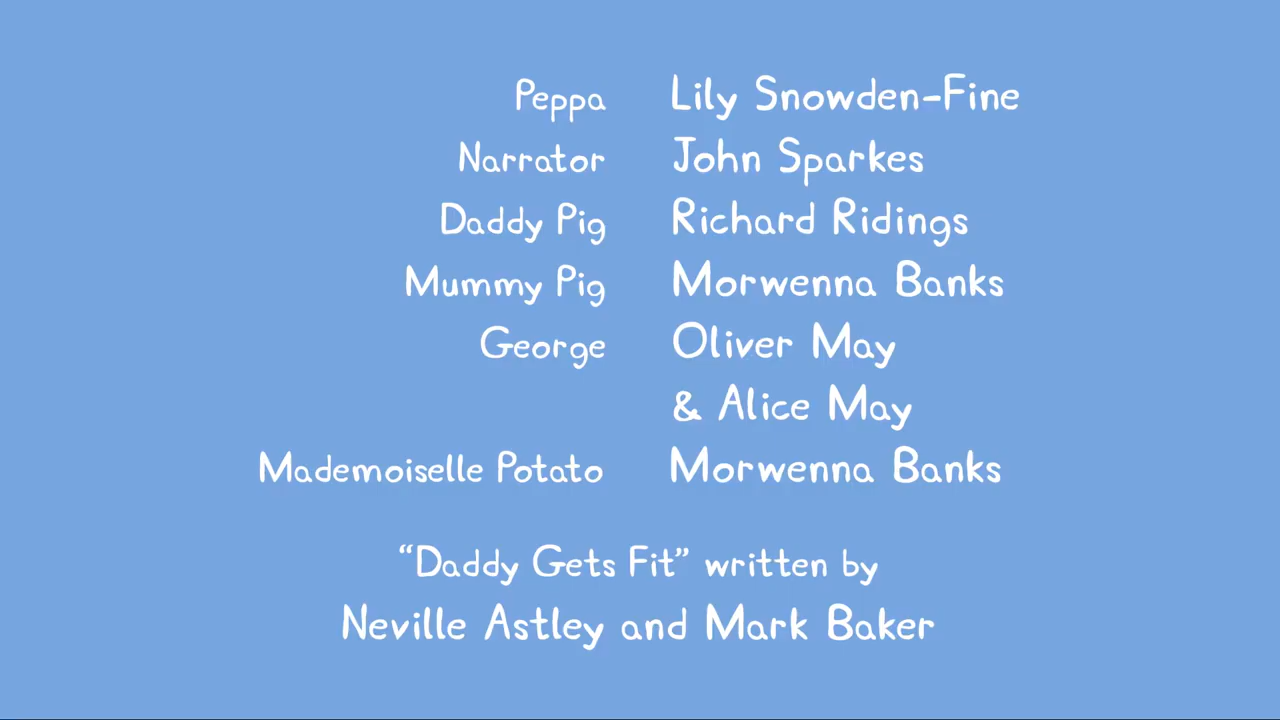 Peppa Lily Snowden-Fine
Narrator John Sparkes
Daddy Pig Richard Ridings
Mummy Pig Morwenna Banks
George Oliver May
& Alice May
Mademoiselle Potato Morwenna Banks
“Daddy Gets Fit” written by
Neville Astley and Mark Baker